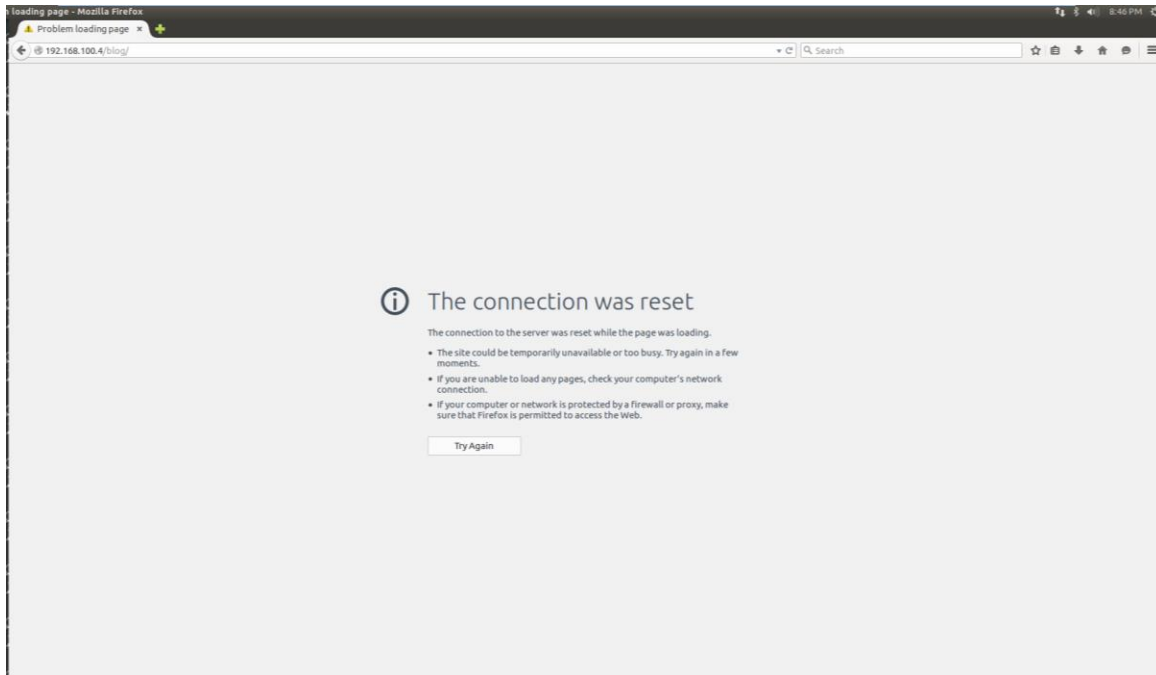 loading page - Mozilla Firefox
8:46 PM
Problem loading page
192.168.100.4/blog/
Search
The connection was reset
The connection to the server was reset while the page was loading.
The site could be temporarily unavailable or too busy. Try again in a few
moments.
If you are unable to load any pages, check your computer's network
connection.
If your computer or network is protected by a firewall or proxy, make
sure that Firefox is permitted to access the Web.
Try Again